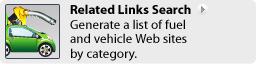 Related Links Search
Generate a list of fuel
and vehicle Web sites
by category.